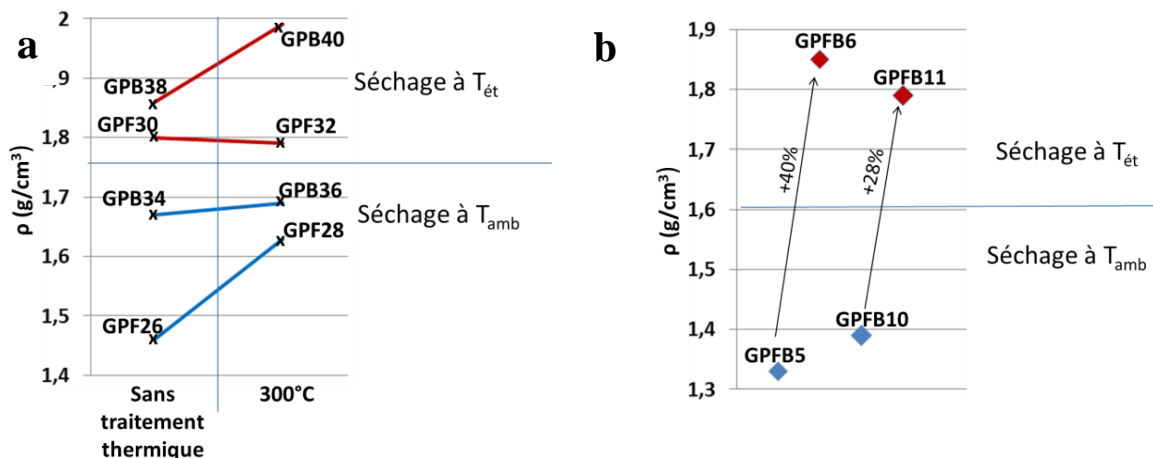 a
ρ (g/cm³)
2
,9
1,8
1,7
1,6
1,5
1,4
GPB40
GPB38
Séchage à Tét
GPF30
GPF32
GPB34
GPB36
Séchage à Tamb
GPF28
GPF26
Sans
traitement
thermique
300°C
b
ρ (g/cm³)
1,9
1,8
1,7
1,6
1,5
1,4
1,3
GPFB6
GPFB11
+40%
+28%
Séchage à Tét
Séchage à Tamb
GPFB10
GPFB5